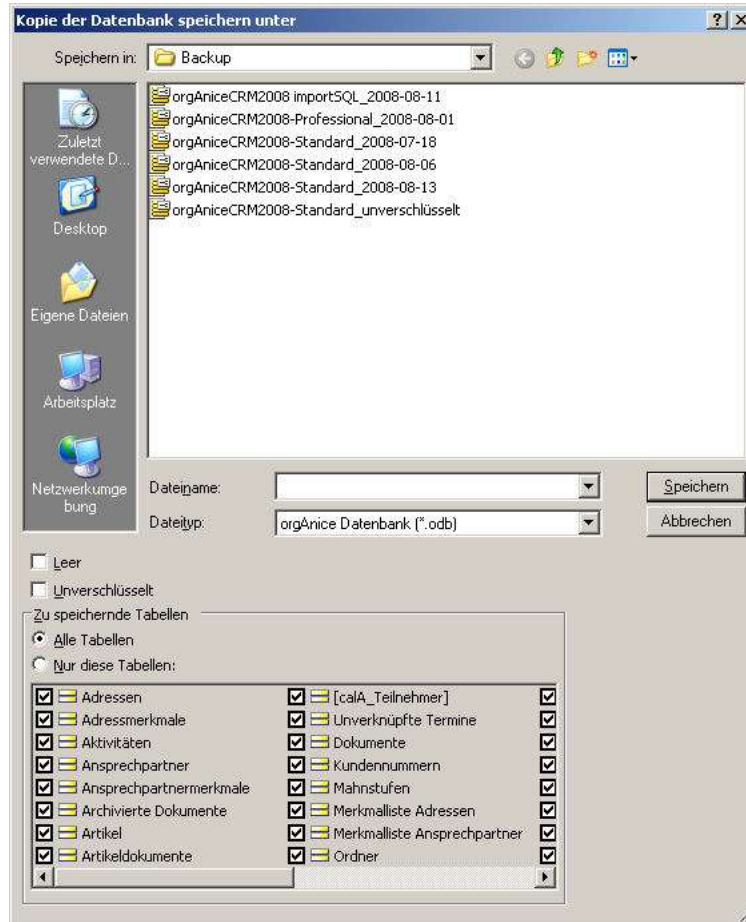 Kopie der Datenbank speichern unter
Speichern in:
Backup
Zuletzt
verwendete D...
Desktop
Eigene Dateien
Arbeitsplatz
Netzwerkumge
bung
orgAniceCRM2008 importSQL_2008-08-11
orgAniceCRM2008-Professional_2008-08-01
orgAniceCRM2008-Standard_2008-07-18
orgAniceCRM2008-Standard_2008-08-06
orgAniceCRM2008-Standard_2008-08-13
orgAniceCRM2008-Standard_unverschlüsselt
Dateiname:
Speichern
Dateityp:
orgAnice Datenbank (*.odb)
Abbrechen
Leer
Unverschlüsselt
Zu speichernde Tabellen
Alle Tabellen
Nur diese Tabellen:
Adressen
Adressmerkmale
Aktivitäten
Ansprechpartner
Ansprechpartnermerkmale
Archivierte Dokumente
Artikel
Artikeldokumente
[calA_Teilnehmer]
Unverknüpfte Termine
Dokumente
Kundennummern
Mahnstufen
Merkmalliste Adressen
Merkmalliste Ansprechpartner
Ordner